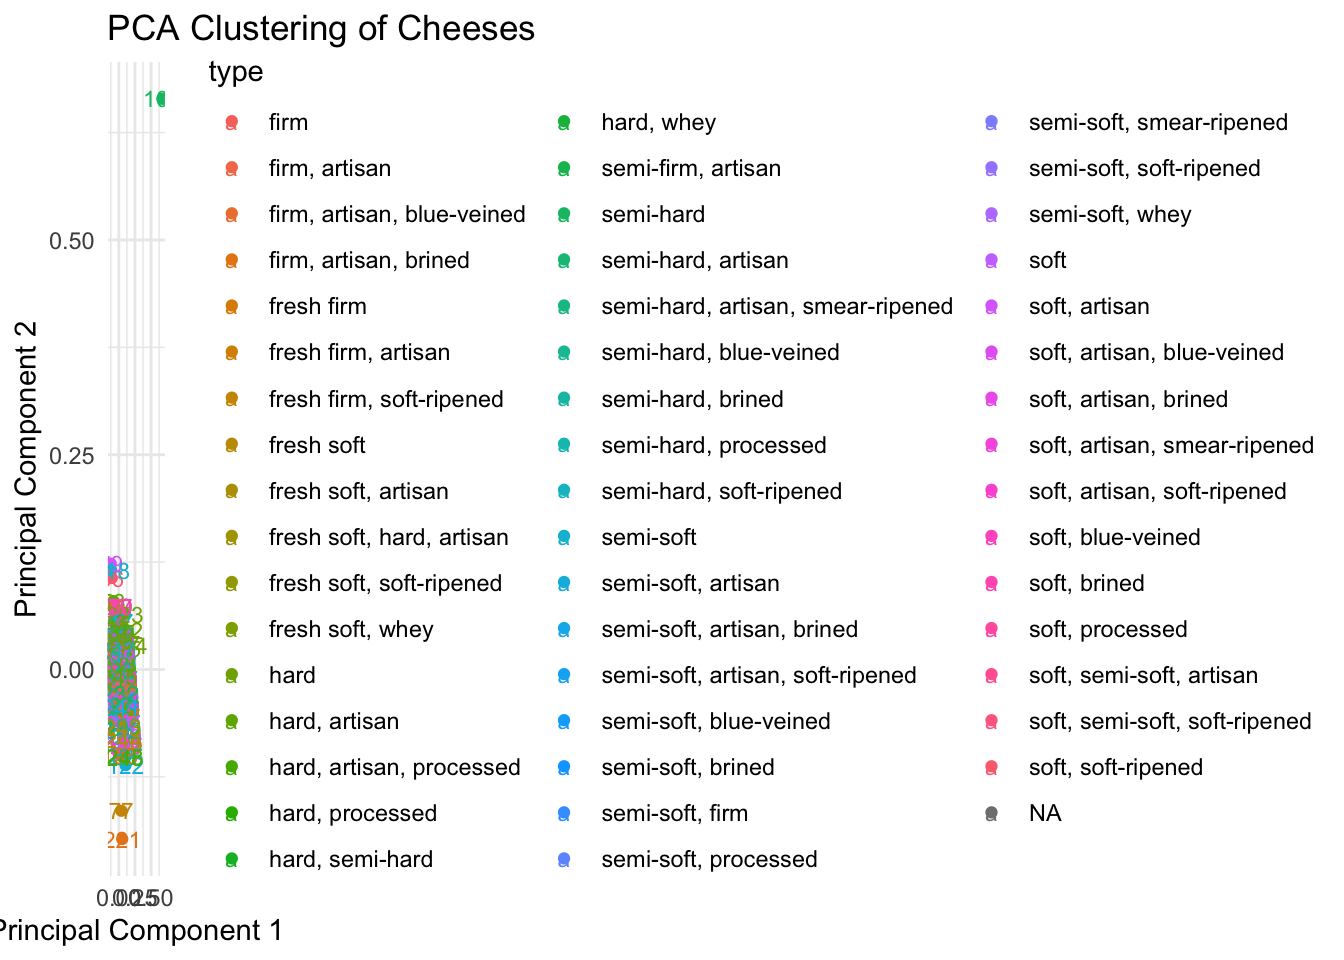 PCA Clustering of Cheeses
type
firm
firm, artisan
firm, artisan, blue-veined
firm, artisan, brined
fresh firm
fresh firm, artisan
fresh firm, soft-ripened
fresh soft
fresh soft, artisan
fresh soft, hard, artisan
fresh soft, soft-ripened
fresh soft, whey
hard
hard, artisan
hard, artisan, processed
hard, processed
hard, semi-hard
hard, whey
semi-firm, artisan
semi-hard
semi-hard, artisan
semi-hard, artisan, smear-ripened
semi-hard, blue-veined
semi-hard, brined
semi-hard, processed
semi-hard, soft-ripened
semi-soft
semi-soft, artisan
semi-soft, artisan, brined
semi-soft, artisan, soft-ripened
semi-soft, blue-veined
semi-soft, brined
semi-soft, firm
semi-soft, processed
semi-soft, smear-ripened
semi-soft, soft-ripened
semi-soft, whey
soft
soft, artisan
soft, artisan, blue-veined
soft, artisan, brined
soft, artisan, smear-ripened
soft, artisan, soft-ripened
soft, blue-veined
soft, brined
soft, processed
soft, semi-soft, artisan
soft, semi-soft, soft-ripened
soft, soft-ripened
NA
Principal Component 2
0.50
0.25
0.00
77
221
122
Principal Component 1